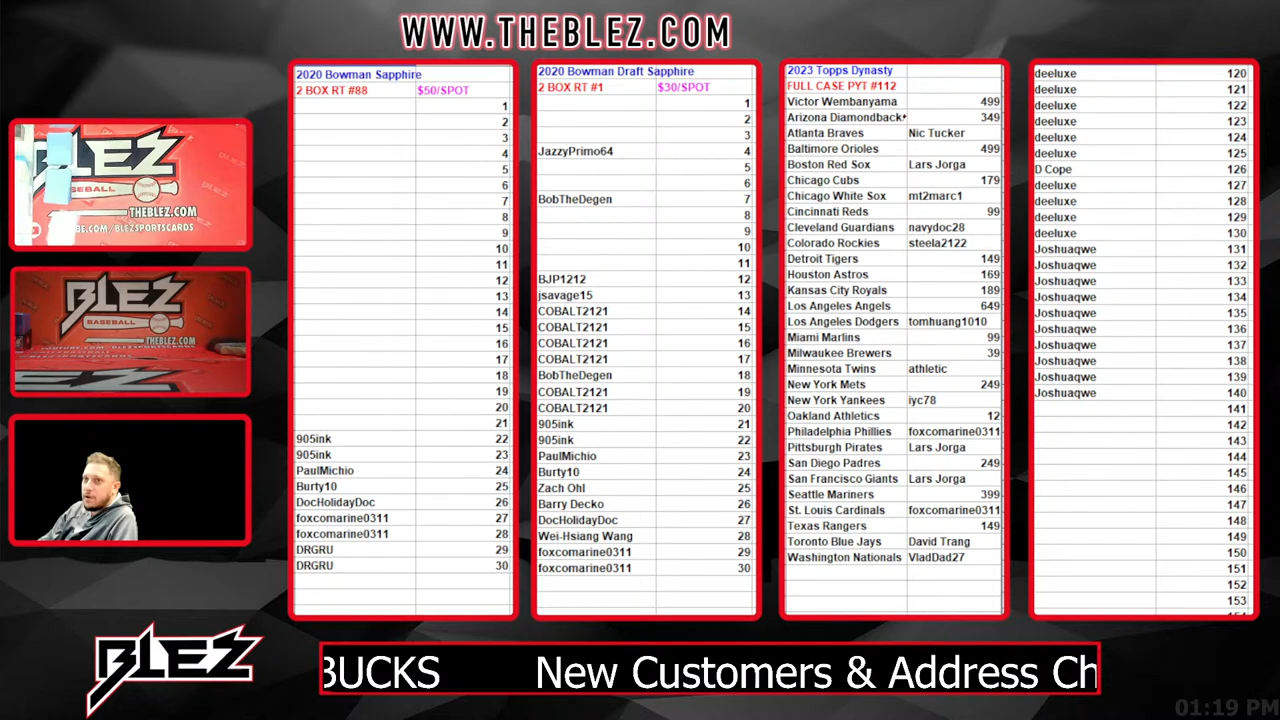 WWW.THEBLEZ.COM
BLEZ
BASEBALL
THEBLEZ.COM
BE.COM/BLEZSPORTSCARDS
BLEZ
BASEBALL
THEBLEZ.COM
2020 Bowman Sapphire
2 BOX RT #88 $50/SPOT
1
2
3
4
5
6
7
8
9
10
11
12
13
14
15
16
17
18
19
20
21
905ink 22
905ink 23
PaulMichio 24
Burty10 25
DocHolidayDoc 26
foxcomarine0311 27
foxcomarine0311 28
DRGRU 29
DRGRU 30
2020 Bowman Draft Sapphire
2 BOX RT #1 $30/SPOT
1
2
3
JazzyPrimo64 4
5
6
BobTheDegen 7
8
9
10
11
BJP1212 12
jsavage15 13
COBALT2121 14
COBALT2121 15
COBALT2121 16
COBALT2121 17
BobTheDegen 18
COBALT2121 19
COBALT2121 20
905ink 21
905ink 22
PaulMichio 23
Burty10 24
Zach Ohl 25
Barry Decko 26
DocHolidayDoc 27
Wei-Hsiang Wang 28
foxcomarine0311 29
foxcomarine0311 30
2023 Topps Dynasty
FULL CASE PYT #112
Victor Wembanyama 499
Arizona Diamondback 349
Atlanta Braves Nic Tucker
Baltimore Orioles 499
Boston Red Sox Lars Jorga
Chicago Cubs 179
Chicago White Sox mt2marc1
Cincinnati Reds 99
Cleveland Guardians navydoc28
Colorado Rockies steela2122
Detroit Tigers 149
Houston Astros 169
Kansas City Royals 189
Los Angeles Angels 649
Los Angeles Dodgers tomhuang1010
Miami Marlins 99
Milwaukee Brewers 39
Minnesota Twins athletic
New York Mets 249
New York Yankees iyc78
Oakland Athletics 12
Philadelphia Phillies foxcomarine0311
Pittsburgh Pirates Lars Jorga
San Diego Padres 249
San Francisco Giants Lars Jorga
Seattle Mariners 399
St. Louis Cardinals foxcomarine0311
Texas Rangers 149
Toronto Blue Jays David Trang
Washington Nationals VladDad27
deeluxe 120
deeluxe 121
deeluxe 122
deeluxe 123
deeluxe 124
deeluxe 125
D Cope 126
deeluxe 127
deeluxe 128
deeluxe 129
deeluxe 130
Joshuaqwe 131
Joshuaqwe 132
Joshuaqwe 133
Joshuaqwe 134
Joshuaqwe 135
Joshuaqwe 136
Joshuaqwe 137
Joshuaqwe 138
Joshuaqwe 139
Joshuaqwe 140
141
142
143
144
145
146
147
148
149
150
151
152
153
BLEZ
BUCKS New Customers & Address Ch
01:19 PM